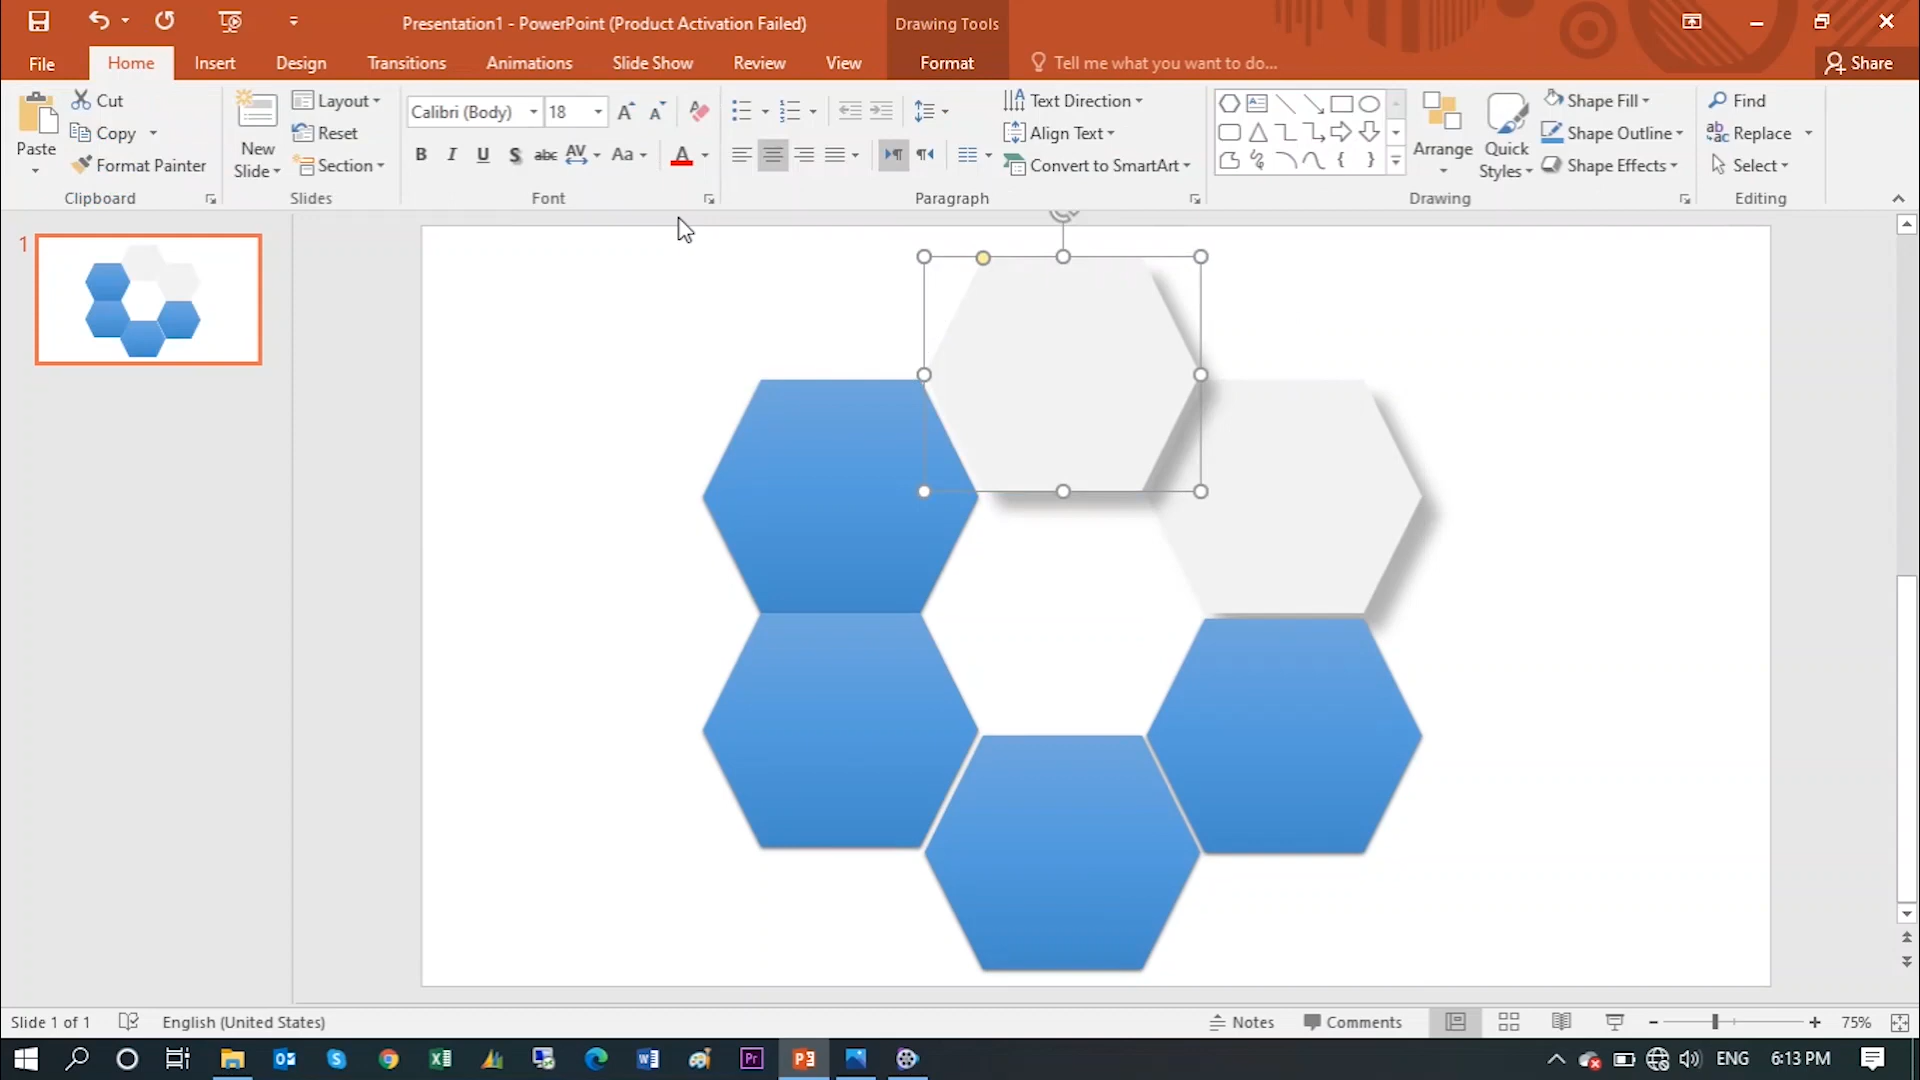 Presentation1 - PowerPoint (Product Activation Failed)
Drawing Tools
File Home Insert Design Transitions Animations Slide Show Review View Format Tell me what you want to do... Share
Paste
Cut
Copy
Format Painter
Clipboard
New
Slide
Layout
Reset
Section
Slides
Calibri (Body) 18
B I U S abc AV Aa A
Font
Text Direction
Align Text
Convert to SmartArt
Paragraph
Arrange
Quick
Styles
Shape Fill
Shape Outline
Shape Effects
Drawing
Find
Replace
Select
Editing
1
Slide 1 of 1 English (United States) Notes Comments 75%
ENG 6:13 PM